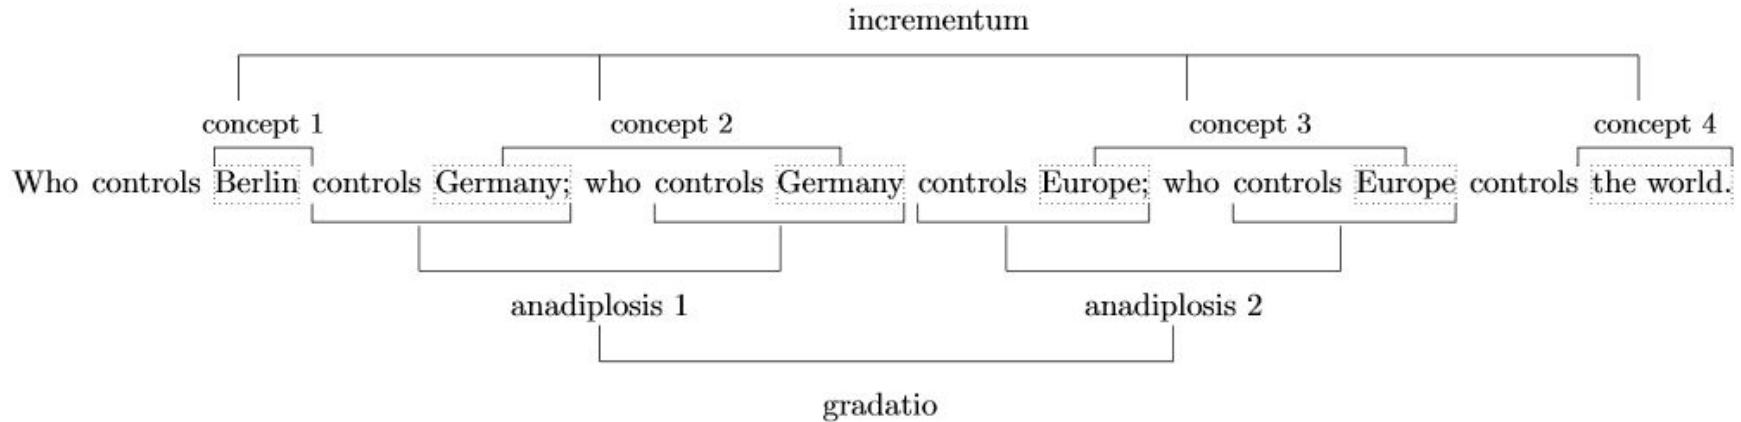 incrementum
concept 1 concept 2 concept 3 concept 4
Who controls Berlin controls Germany; who controls Germany controls Europe; who controls Europe controls the world.
anadiplosis 1 anadiplosis 2
gradatio